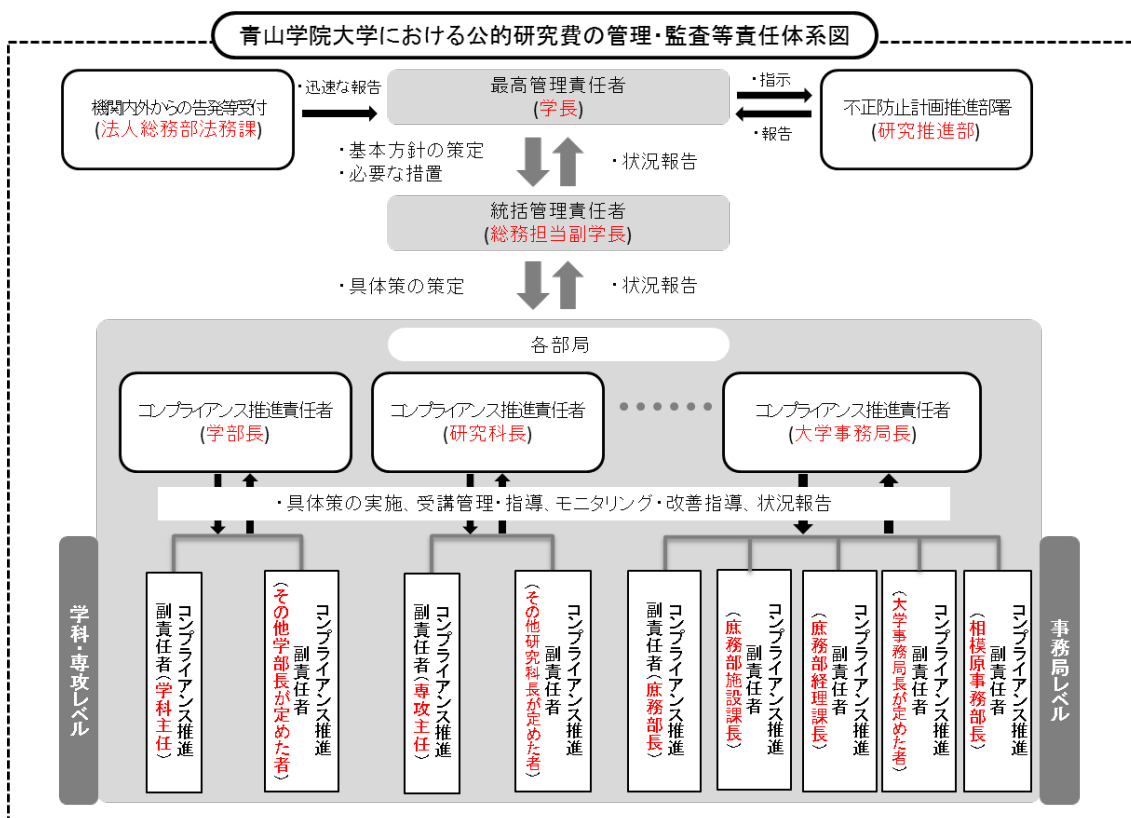 青山学院大学における公的研究費の管理・監査等責任体系図
機関内外からの告発等受付
(法人総務部法務課)
・迅速な報告
最高管理責任者
(学長)
・指示
・報告
不正防止計画推進部署
(研究推進部)
・基本方針の策定
・必要な措置
・状況報告
統括管理責任者
(総務担当副学長)
・具体策の策定
・状況報告
各部局
コンプライアンス推進責任者
(学部長)
コンプライアンス推進責任者
(研究科長)
コンプライアンス推進責任者
(大学事務局長)
・具体策の実施、受講管理・指導、モニタリング・改善指導、状況報告
学科・専攻レベル
コンプライアンス推進
副責任者(学科主任)
コンプライアンス推進
副責任者
(その他学部長が定めた者)
コンプライアンス推進
副責任者(専攻主任)
コンプライアンス推進
副責任者
(その他研究科長が定めた者)
コンプライアンス推進
副責任者(庶務部長)
コンプライアンス推進
副責任者
(庶務部施設課長)
コンプライアンス推進
副責任者
(庶務部経理課長)
コンプライアンス推進
副責任者
(大学事務局長が定めた者)
コンプライアンス推進
副責任者
(相模原事務部長)
事務局レベル